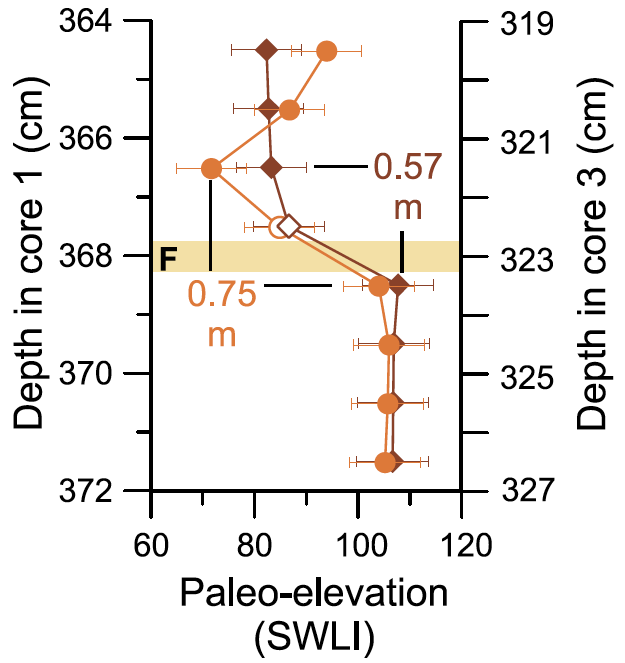 364
366
368
370
372
Depth in core 1 (cm)
319
321
323
325
327
Depth in core 3 (cm)
0.57
m
F
0.75
m
60
80
100
120
Paleo-elevation
(SWLI)